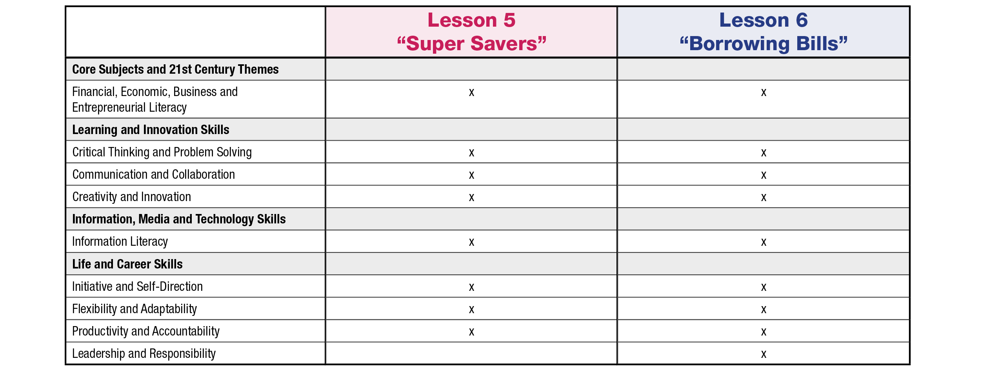 Lesson 5
“Super Savers”
Lesson 6
“Borrowing Bills”
Core Subjects and 21st Century Themes
Financial, Economic, Business and
Entrepreneurial Literacy
x
x
Learning and Innovation Skills
Critical Thinking and Problem Solving x x
Communication and Collaboration x x
Creativity and Innovation x x
Information, Media and Technology Skills
Information Literacy x x
Life and Career Skills
Initiative and Self-Direction x x
Flexibility and Adaptability x x
Productivity and Accountability x x
Leadership and Responsibility x